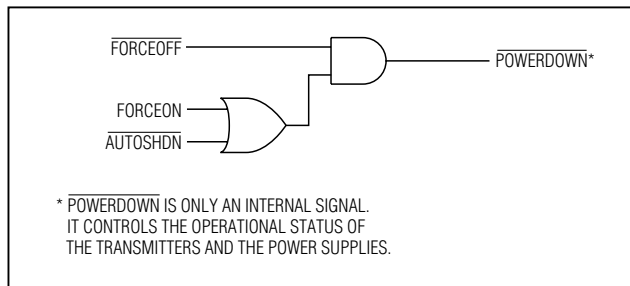 FORCEOFF
POWERDOWN*
FORCEON
AUTOSHDN
* POWERDOWN IS ONLY AN INTERNAL SIGNAL.
IT CONTROLS THE OPERATIONAL STATUS OF
THE TRANSMITTERS AND THE POWER SUPPLIES.